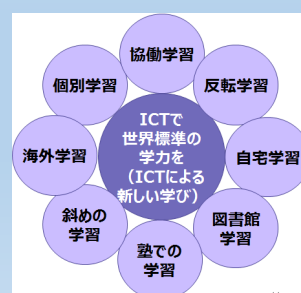 協働学習
個別学習
反転学習
ICTで
世界標準の
学力を
(ICTによる
新しい学び)
海外学習
自宅学習
斜めの
学習
図書館
学習
塾での
学習